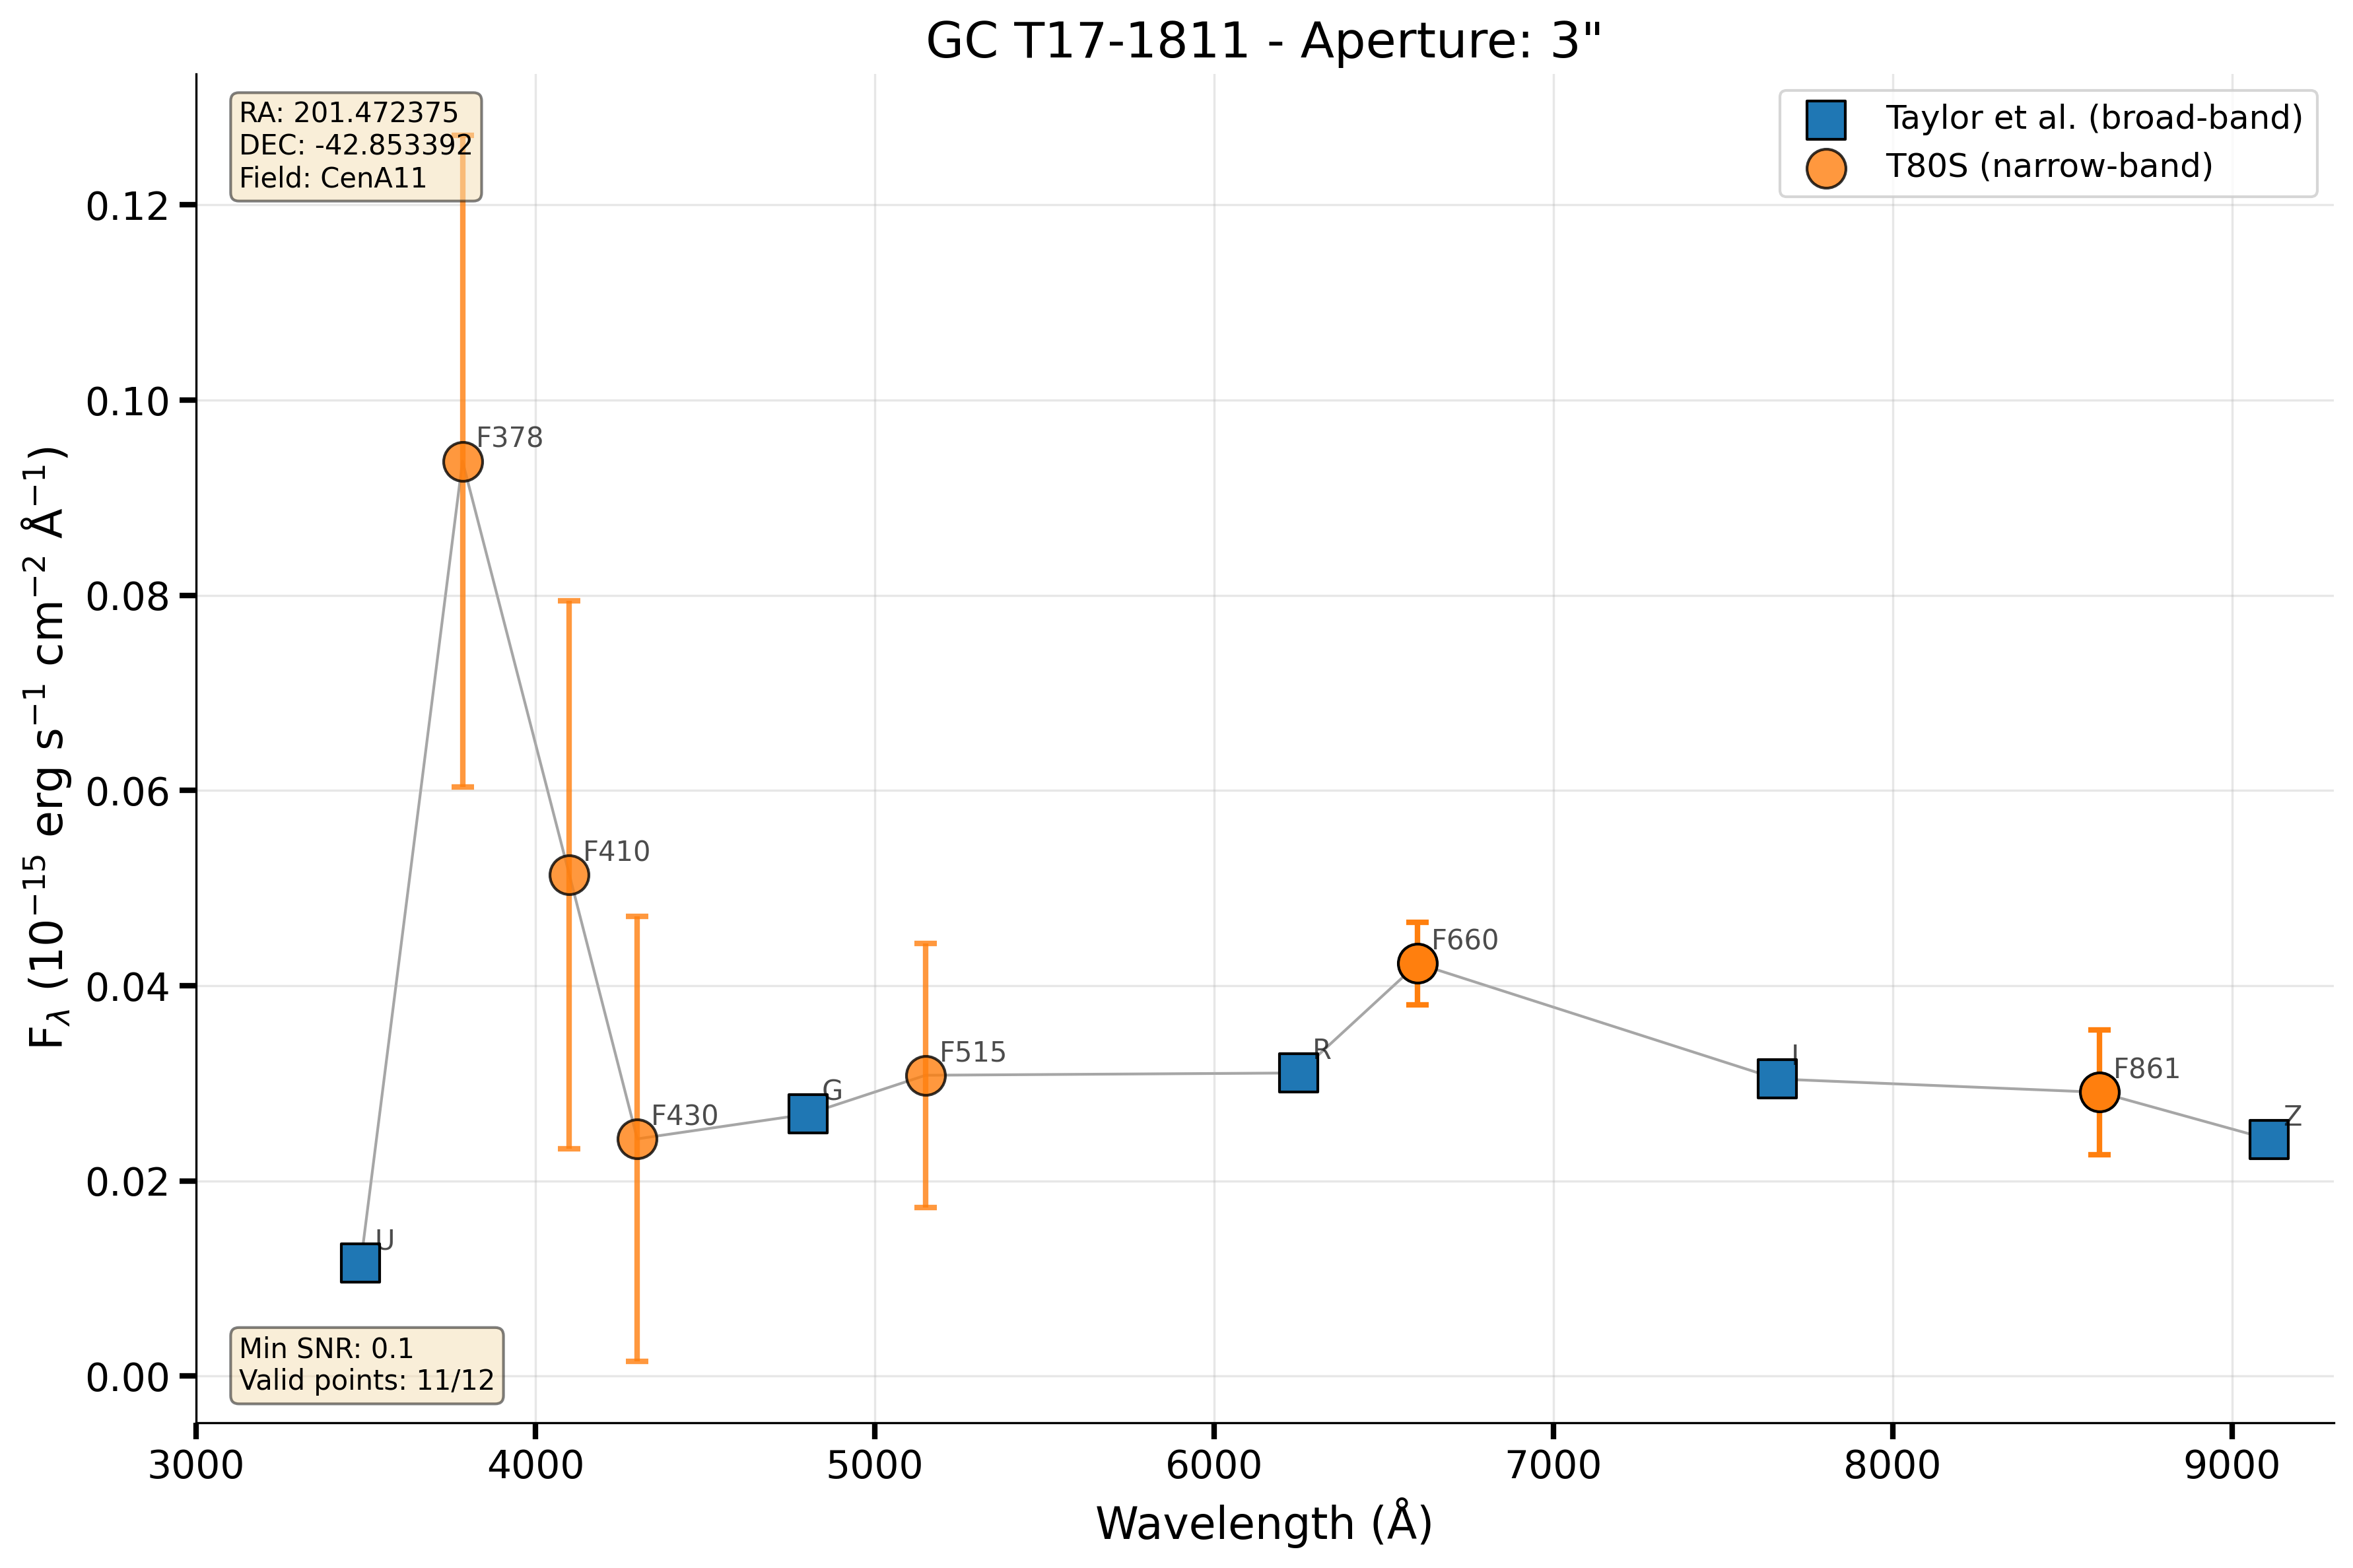 GC T17-1811 - Aperture: 3"
RA: 201.472375
DEC: -42.853392
Field: CenA11
Taylor et al. (broad-band)
T80S (narrow-band)
F378
F410
F430
F515
F660
F861
U
G
R
I
Z
Min SNR: 0.1
Valid points: 11/12
0.12
0.10
0.08
0.06
0.04
0.02
0.00
3000 4000 5000 6000 7000 8000 9000
Wavelength (Å)
Fλ (10⁻¹⁵ erg s⁻¹ cm⁻² Å⁻¹)